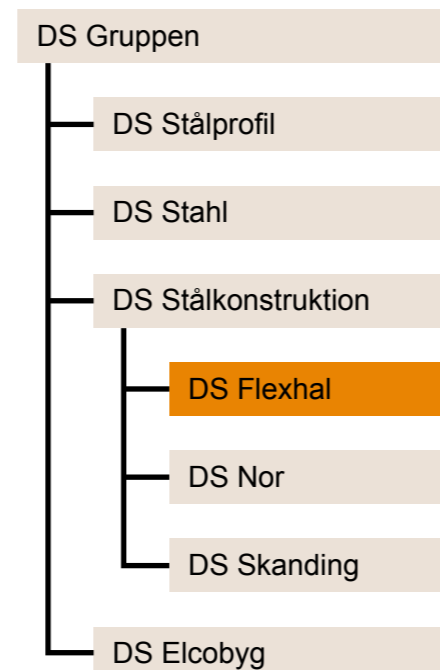 DS Gruppen
DS Stålprofil
DS Stahl
DS Stålkonstruktion
DS Flexhal
DS Nor
DS Skanding
DS Elcobyg